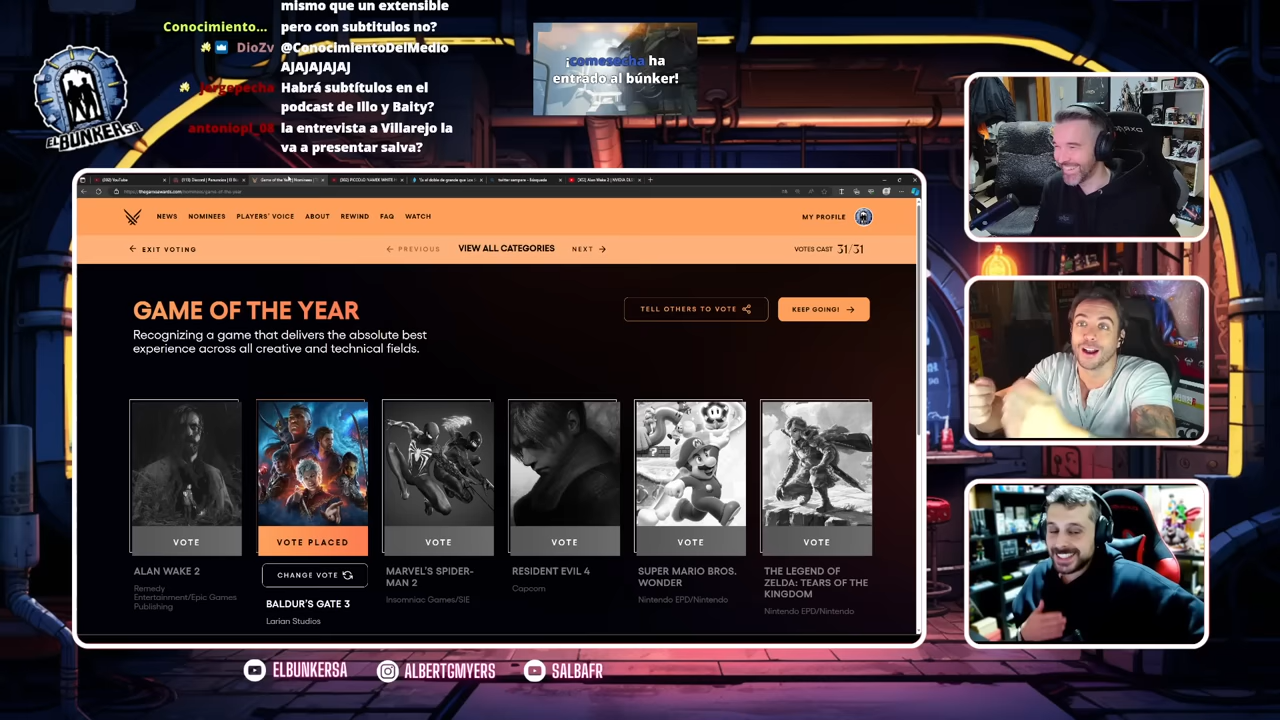 mismo que un extensible
Conocimiento... pero con subtitulos no?
DioZv @ConocimientoDelMedio
AJAJAJAJ
jorgepecha Habrá subtítulos en el
podcast de Illo y Balty?
antoniopl_08 la entrevista a Villarejo la
va a presentar salva?
¡comesecha ha
entrado al búnker!
ELBUNKERSA
NEWS NOMINEES PLAYERS' VOICE ABOUT REWIND FAQ WATCH MY PROFILE
EXIT VOTING PREVIOUS VIEW ALL CATEGORIES NEXT VOTES CAST 31/31
GAME OF THE YEAR
TELL OTHERS TO VOTE KEEP GOING!
Recognizing a game that delivers the absolute best
experience across all creative and technical fields.
VOTE VOTE PLACED VOTE VOTE VOTE VOTE
ALAN WAKE 2
Remedy
Entertainment/Epic Games
Publishing
CHANGE VOTE
BALDUR'S GATE 3
Larian Studios
MARVEL'S SPIDER-
MAN 2
Insomniac Games/SIE
RESIDENT EVIL 4
Capcom
SUPER MARIO BROS.
WONDER
Nintendo EPD/Nintendo
THE LEGEND OF
ZELDA: TEARS OF THE
KINGDOM
Nintendo EPD/Nintendo
ELBUNKERSA ALBERTGMYERS SALBAFR